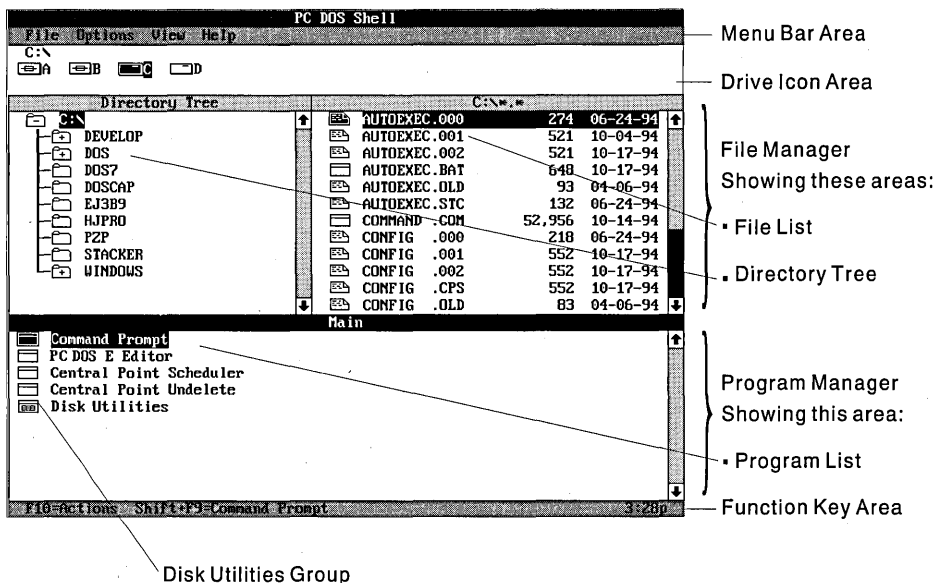 PC DOS Shell
File Options View Help
Menu Bar Area
C:\
A B C D
Drive Icon Area
Directory Tree
C:\*.*
C:\
DEVELOP
DOS
DOS7
DOSCAP
EJ3B9
HJPRO
PZP
STACKER
WINDOWS
AUTOEXEC.000 274 06-24-94
AUTOEXEC.001 521 10-04-94
AUTOEXEC.002 521 10-17-94
AUTOEXEC.BAT 648 10-17-94
AUTOEXEC.OLD 93 04-06-94
AUTOEXEC.STC 132 06-24-94
COMMAND .COM 52,956 10-14-94
CONFIG .000 218 06-24-94
CONFIG .001 552 10-17-94
CONFIG .002 552 10-17-94
CONFIG .CPS 552 10-17-94
CONFIG .OLD 83 04-06-94
File Manager
Showing these areas:
▪ File List
▪ Directory Tree
Main
Command Prompt
PC DOS E Editor
Central Point Scheduler
Central Point Undelete
Disk Utilities
Program Manager
Showing this area:
▪ Program List
F10=Actions Shift+F9=Command Prompt 3:28p
Function Key Area
Disk Utilities Group